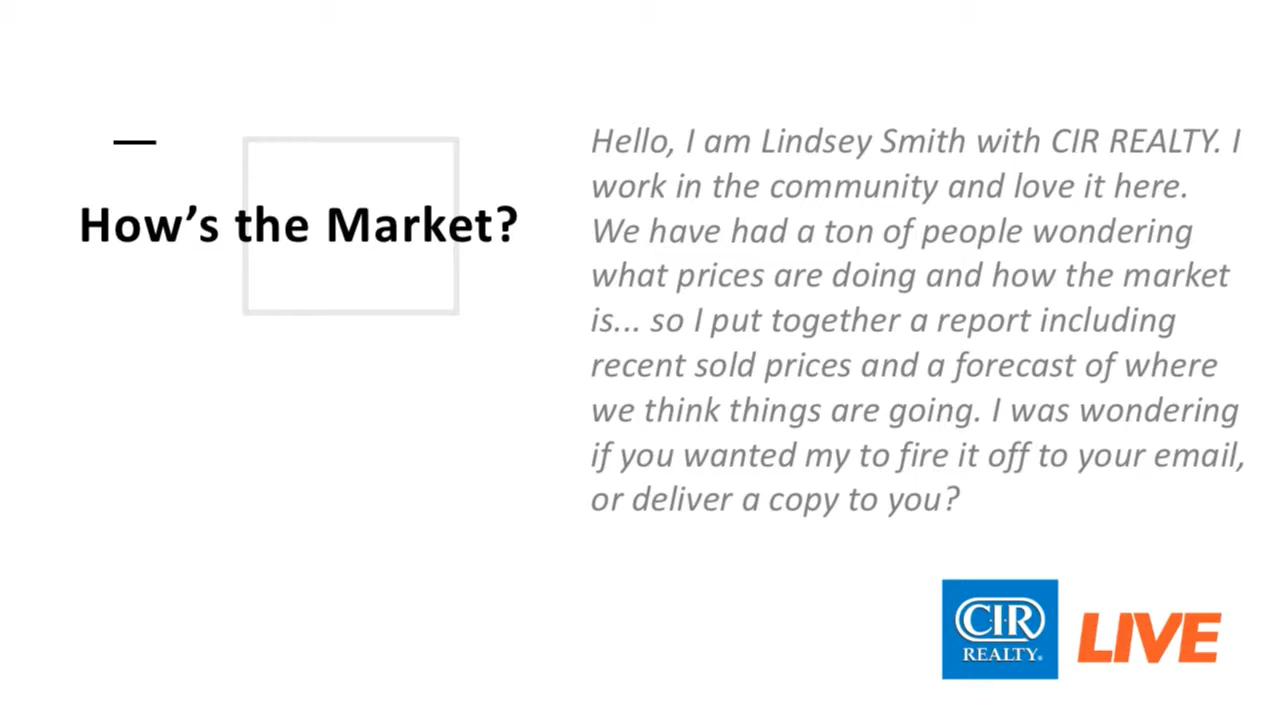 How's the Market?
Hello, I am Lindsey Smith with CIR REALTY. I
work in the community and love it here.
We have had a ton of people wondering
what prices are doing and how the market
is... so I put together a report including
recent sold prices and a forecast of where
we think things are going. I was wondering
if you wanted my to fire it off to your email,
or deliver a copy to you?
CIR
REALTY
LIVE